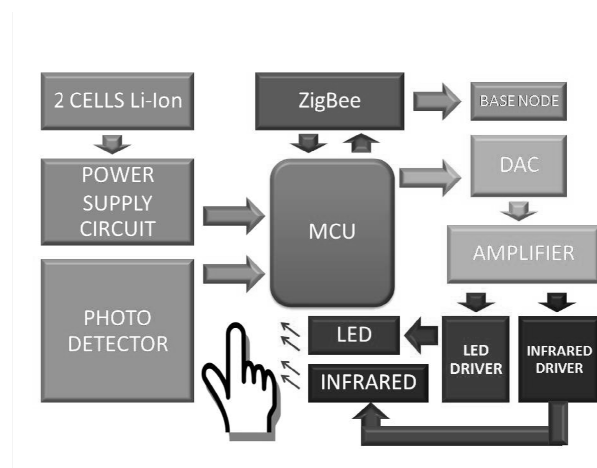 2 CELLS Li-Ion
ZigBee
BASE NODE
POWER
SUPPLY
CIRCUIT
MCU
DAC
AMPLIFIER
PHOTO
DETECTOR
LED
INFRARED
LED
DRIVER
INFRARED
DRIVER